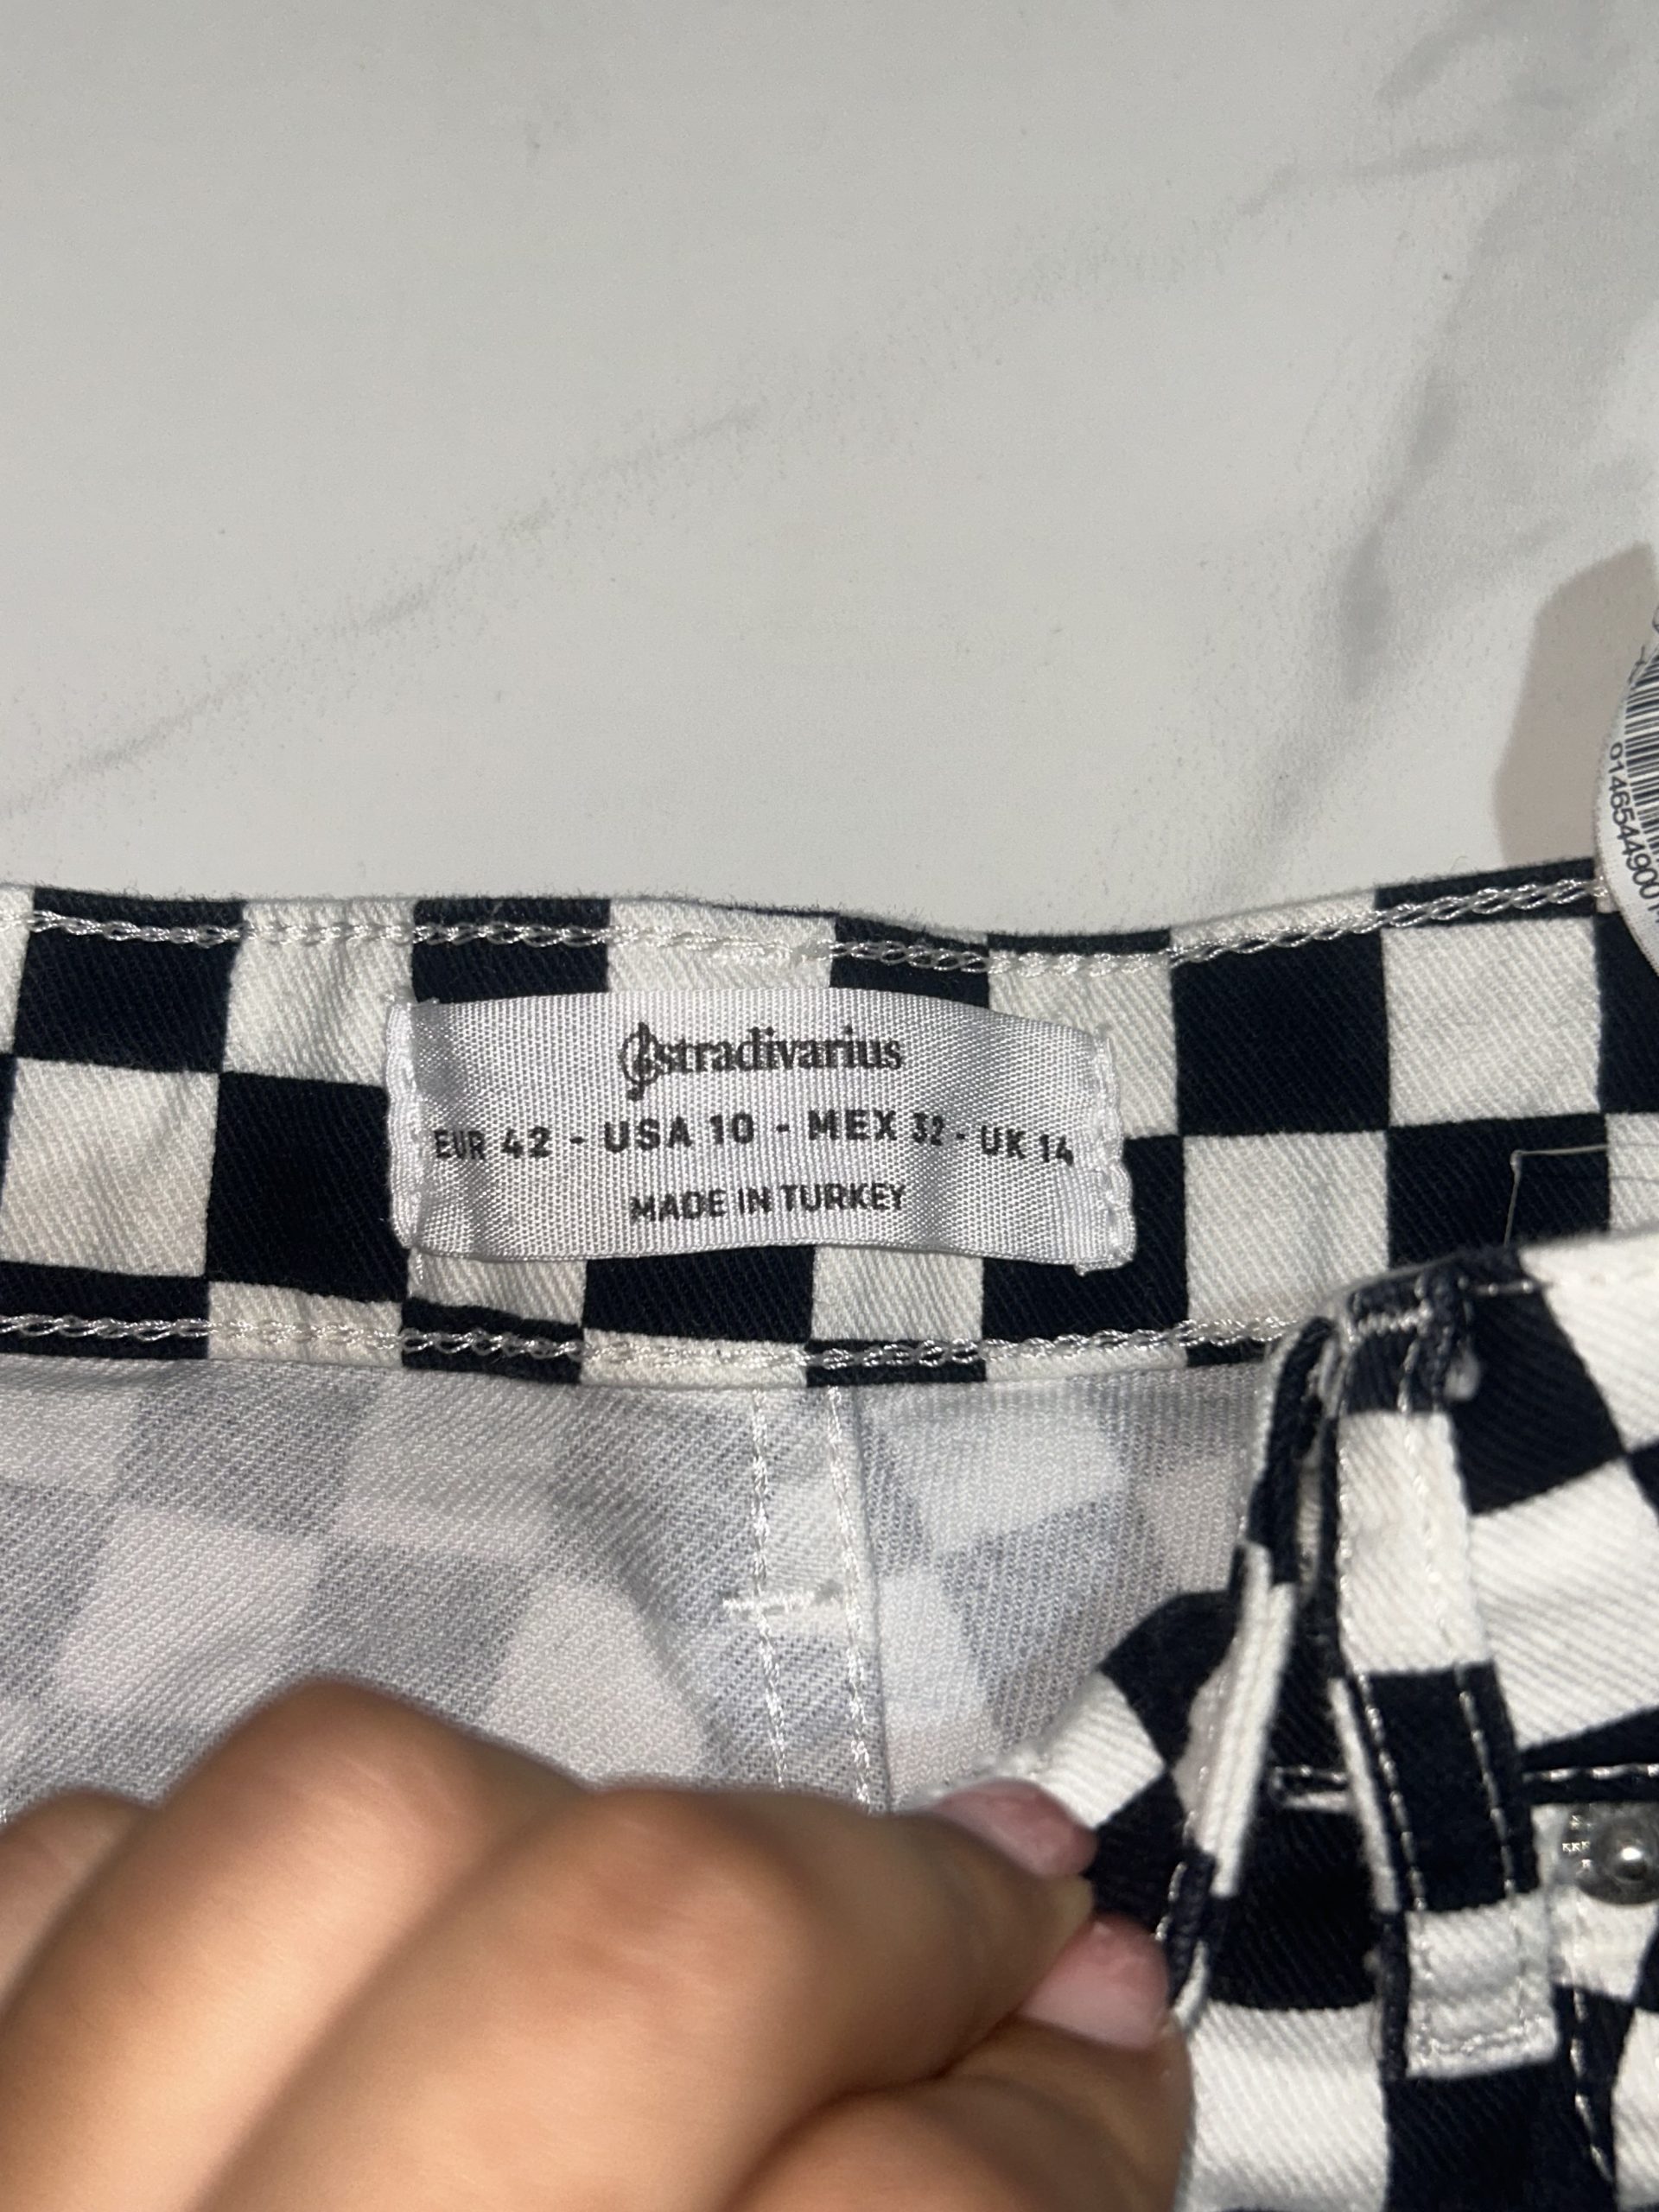 stradivarius
EUR 42 - USA 10 - MEX 32 - UK 14
MADE IN TURKEY